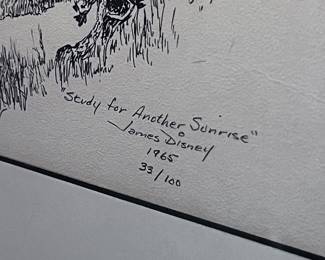 "Study for Another Sunrise"
James Disney
1965
33/100